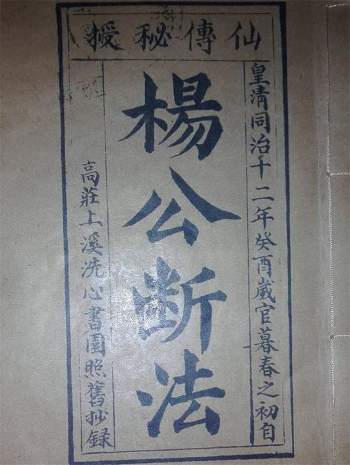 仙傳秘授
皇清同治十二年癸酉歲官暮春之初自
楊公斷法
高莊上溪洗心書園照舊抄録